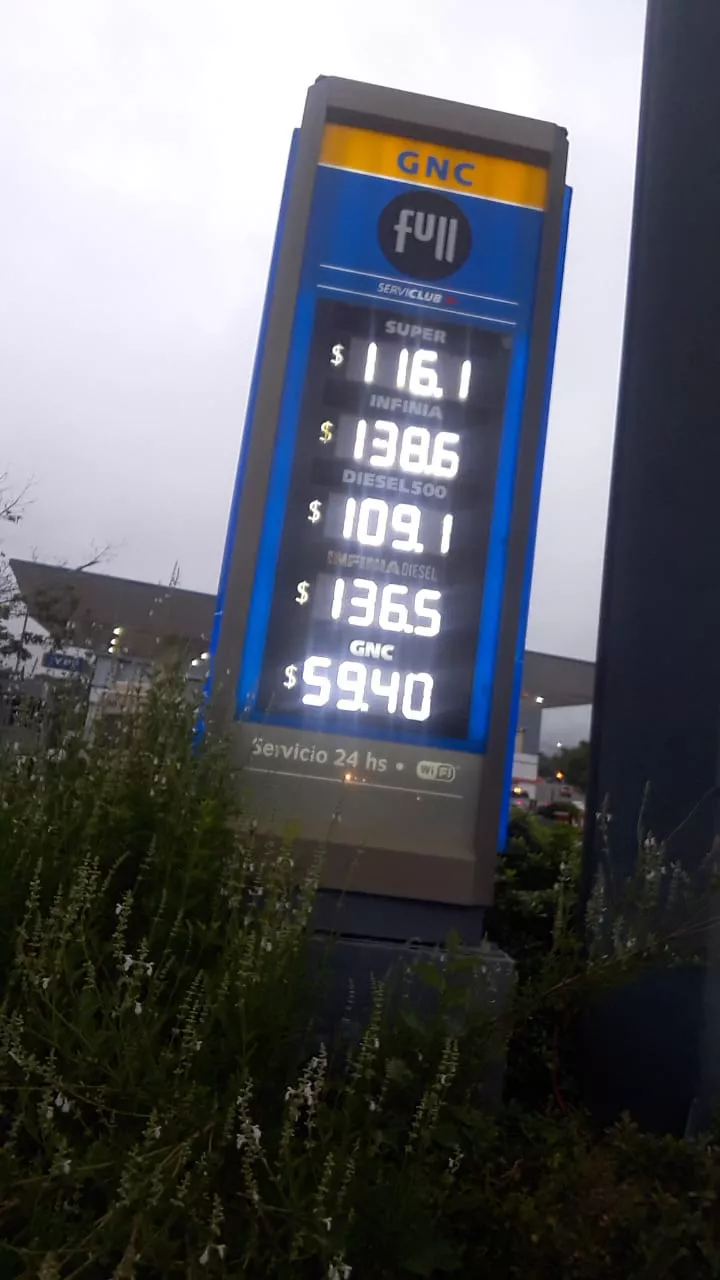 GNC
full
SERVICLUB
SUPER
$ 116.1
INFINIA
$ 138.6
DIESEL500
$ 109.1
INFINIA DIESEL
$ 136.5
GNC
$ 59.40
Servicio 24 hs • WiFi
YPF